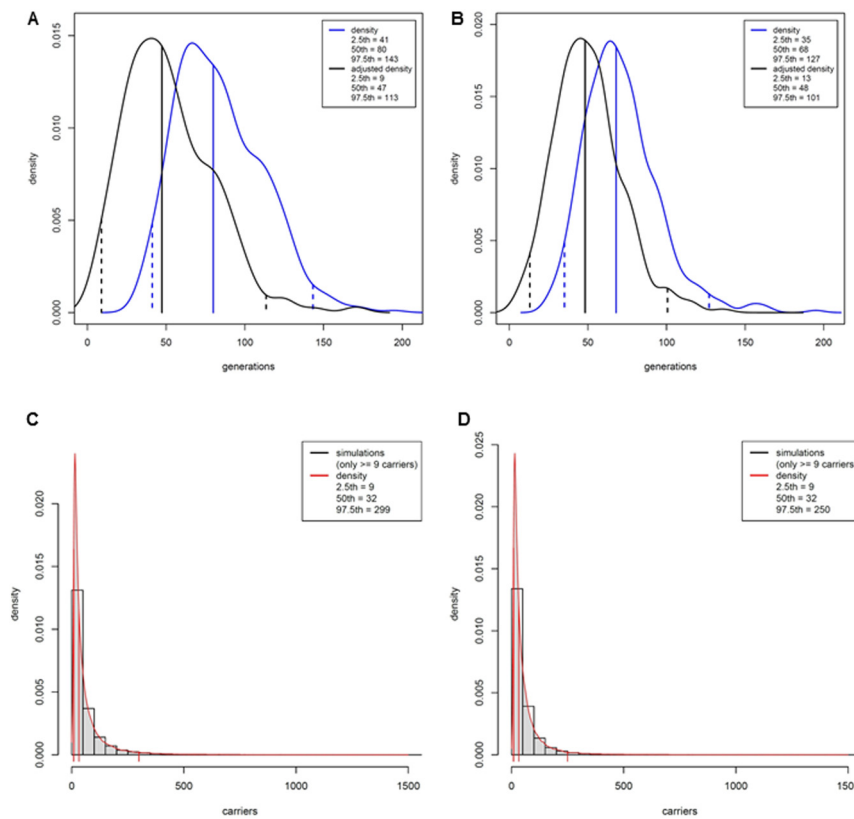 A
density
2.5th = 41
50th = 80
97.5th = 143
adjusted density
2.5th = 9
50th = 47
97.5th = 113
0.015
0.010
0.005
0.000
density
0
50
100
150
200
generations
B
density
2.5th = 35
50th = 68
97.5th = 127
adjusted density
2.5th = 13
50th = 48
97.5th = 101
0.020
0.015
0.010
0.005
0.000
density
0
50
100
150
200
generations
C
simulations
(only >= 9 carriers)
density
2.5th = 9
50th = 32
97.5th = 299
0.020
0.015
0.010
0.005
0.000
density
0
500
1000
1500
carriers
D
simulations
(only >= 9 carriers)
density
2.5th = 9
50th = 32
97.5th = 250
0.025
0.020
0.015
0.010
0.005
0.000
density
0
500
1000
1500
carriers